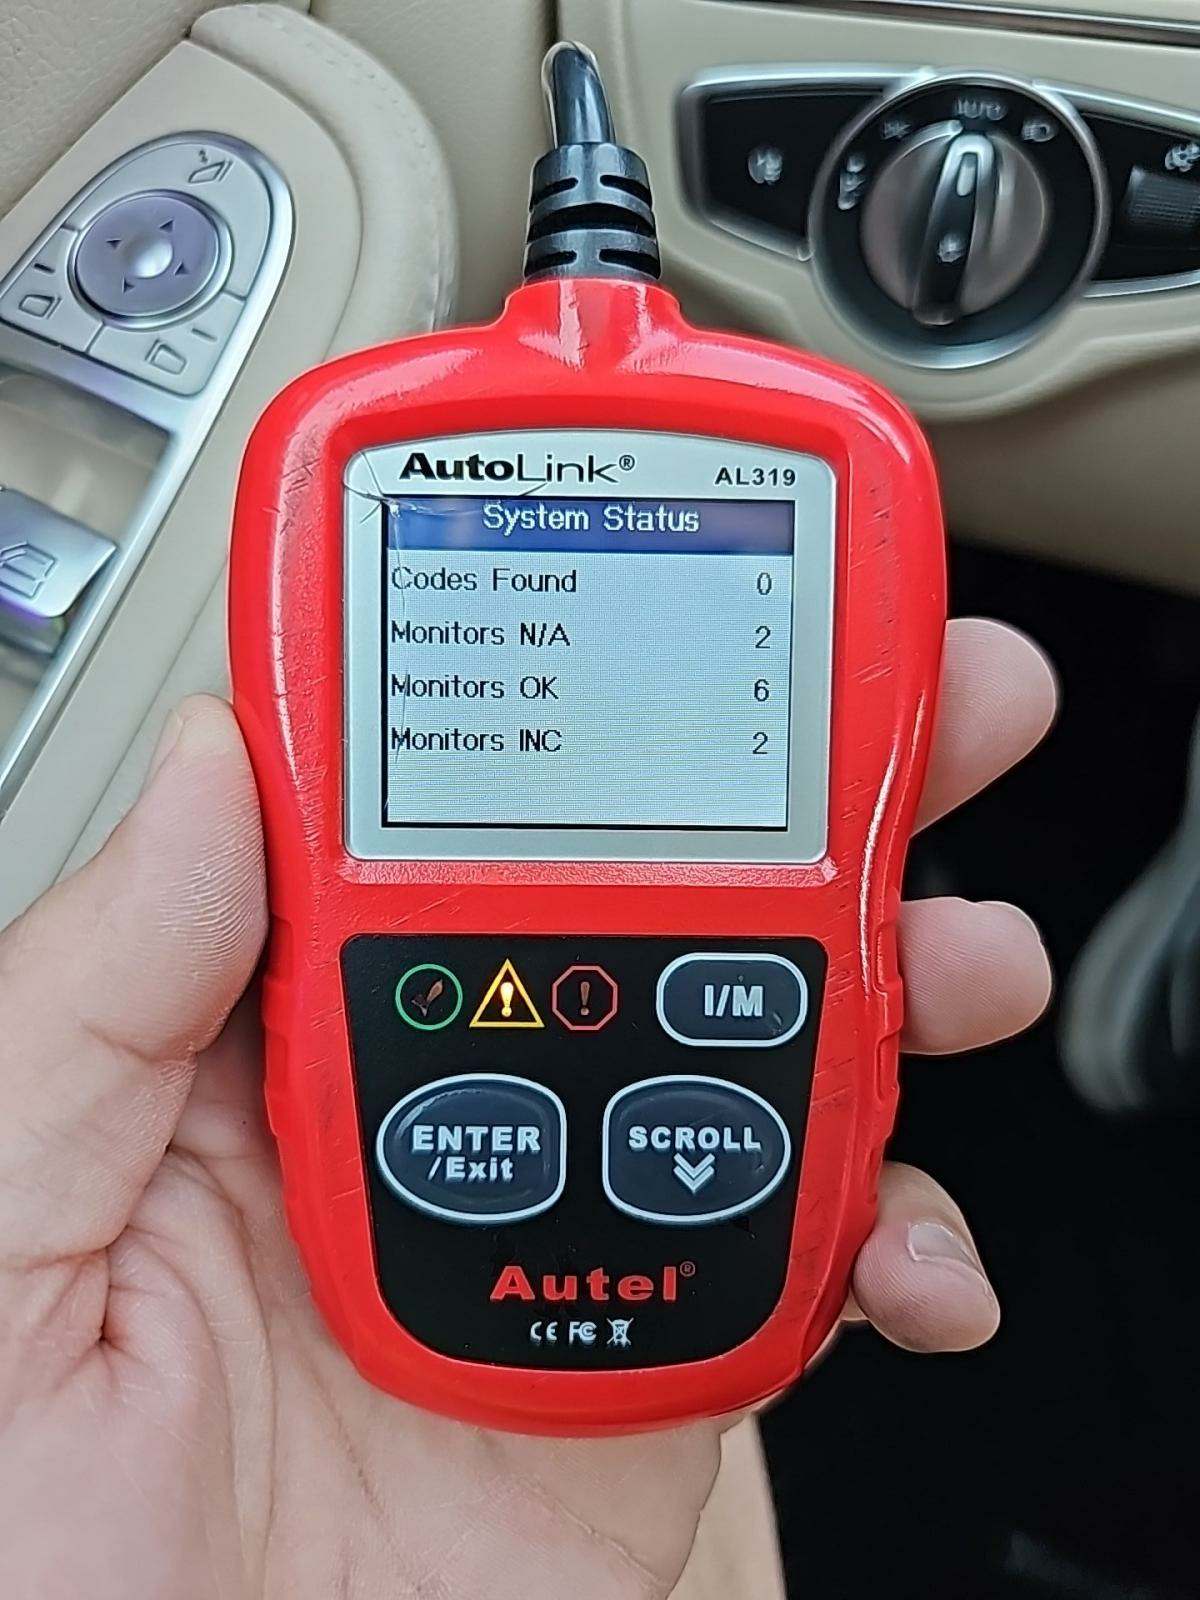 AUTO
AutoLink®
AL319
System Status
Codes Found 0
Monitors N/A 2
Monitors OK 6
Monitors INC 2
I/M
ENTER
/Exit
SCROLL
Autel®
CE FC